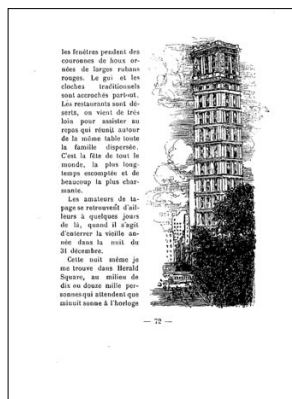 les fenêtres pendent des
couronnes de houx or-
nées de larges rubans
rouges. Le gui et les
cloches traditionnels
sont accrochés partout.
Les restaurants sont dé-
serts, on vient de très
loin pour assister au
repas qui réunit autour
de la même table toute
la famille dispersée.
C'est la fête de tout le
monde, la plus long-
temps escomptée et de
beaucoup la plus char-
mante.
Les amateurs de ta-
page se retrouvent d'ail-
leurs à quelques jours
de là, quand il s'agit
d'enterrer la vieille an-
née dans la nuit du
31 décembre.
Cette nuit même je
me trouve dans Herald
Square, au milieu de
dix ou douze mille per-
sonnes qui attendent que
minuit sonne à l'horloge
— 72 —